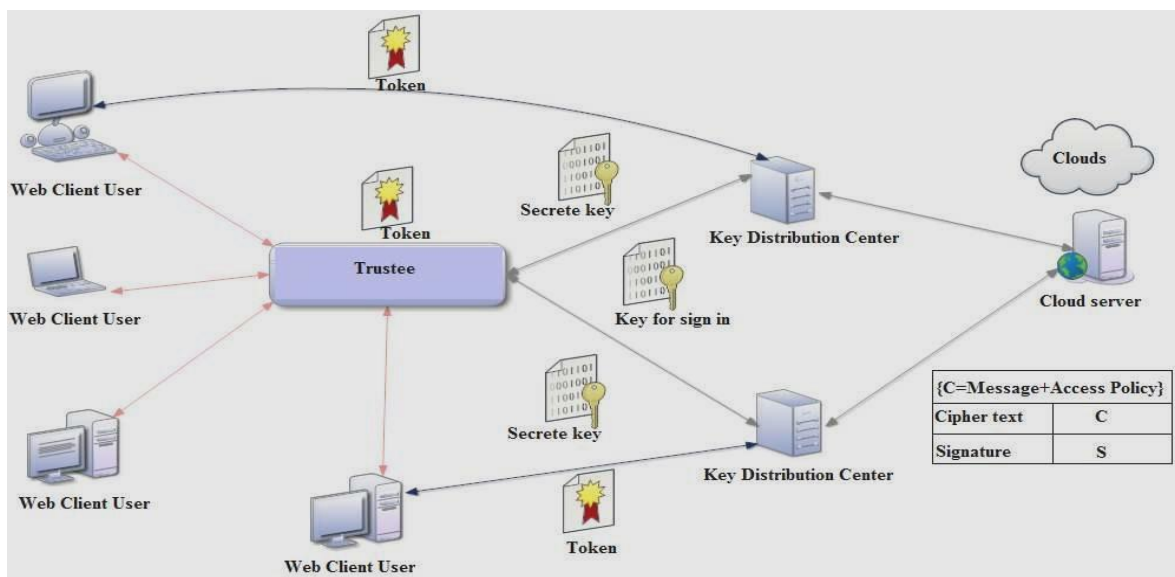 Token
Web Client User
Token
Secrete key
Clouds
Key Distribution Center
Trustee
Web Client User
Key for sign in
Cloud server
Secrete key
{C=Message+Access Policy}
Cipher text C
Signature S
Web Client User
Key Distribution Center
Token
Web Client User